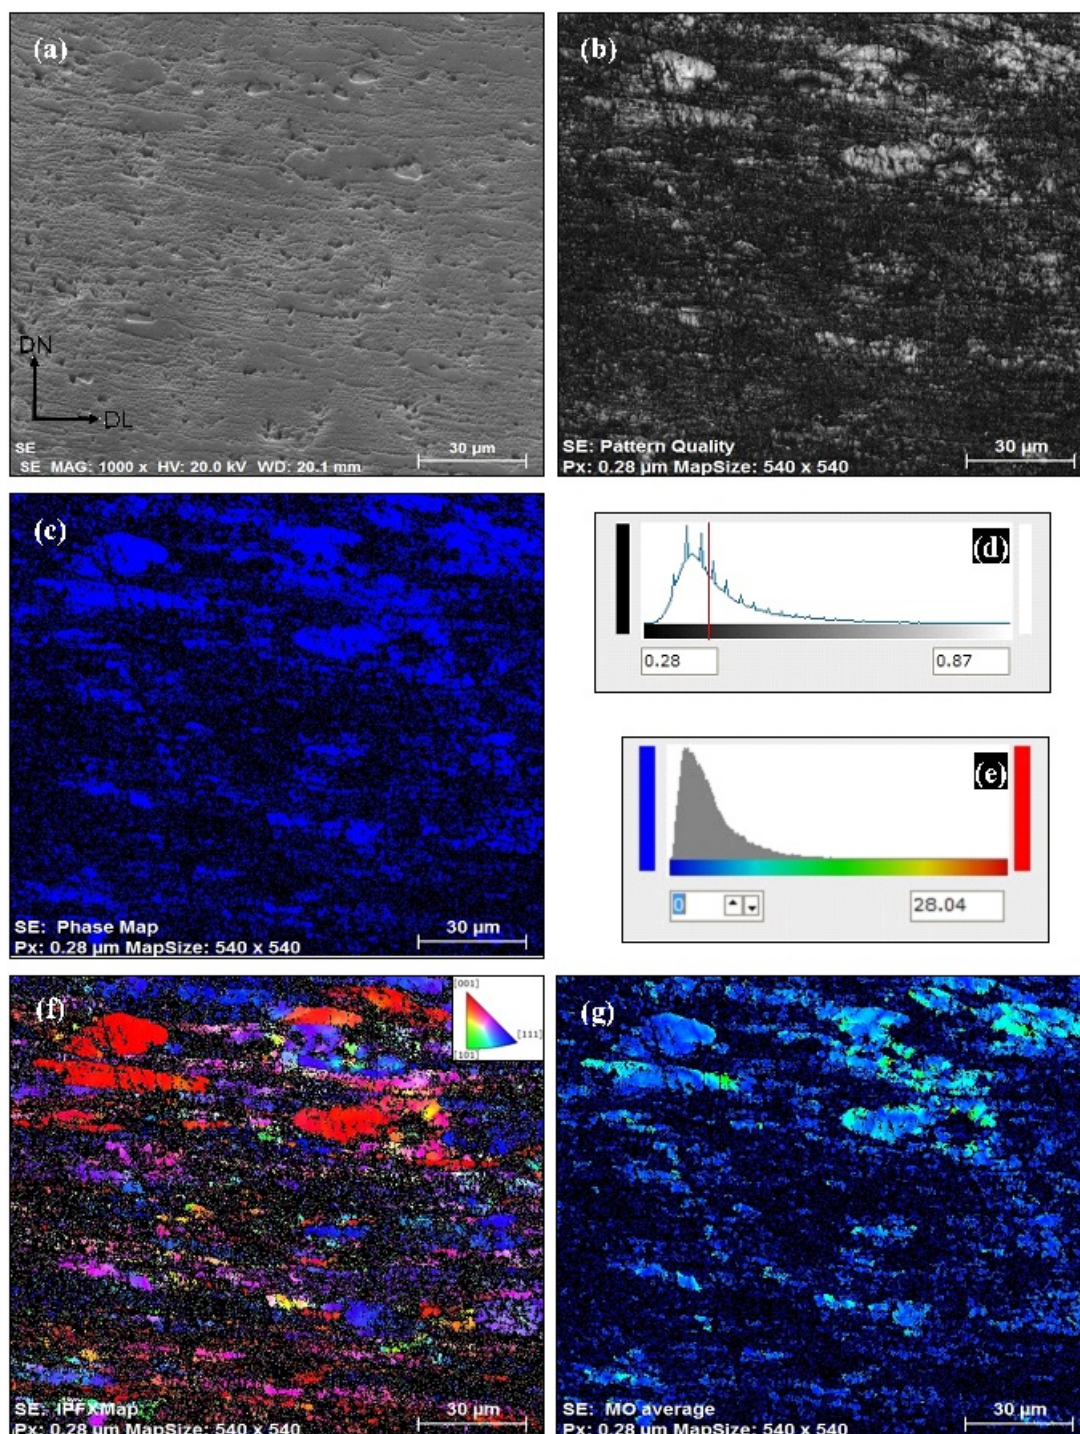 (a)
DN
DL
SE
SE MAG: 1000 x HV: 20.0 kV WD: 20.1 mm
30 µm
(b)
SE: Pattern Quality
Px: 0.28 µm MapSize: 540 x 540
30 µm
(c)
SE: Phase Map
Px: 0.28 µm MapSize: 540 x 540
30 µm
(d)
0.28
0.87
(e)
0
28.04
(f)
[001]
[111]
[101]
SE: IPFXMap
Px: 0.28 µm MapSize: 540 x 540
30 µm
(g)
SE: MO average
Px: 0.28 µm MapSize: 540 x 540
30 µm